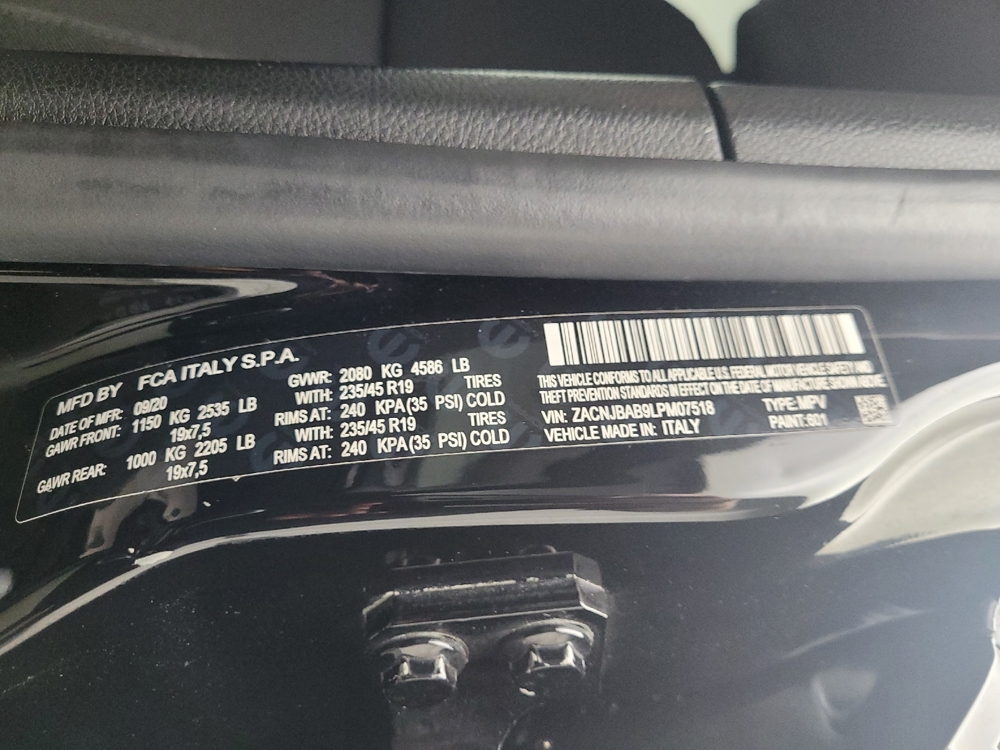 MFD BY FCA ITALY S.P.A.
DATE OF MFR: 09/20 GVWR: 2080 KG 4586 LB
GAWR FRONT: 1150 KG 2535 LB WITH: 235/45 R19 TIRES
19x7,5 RIMS AT: 240 KPA(35 PSI) COLD
GAWR REAR: 1000 KG 2205 LB WITH: 235/45 R19 TIRES
19x7,5 RIMS AT: 240 KPA(35 PSI) COLD
THIS VEHICLE CONFORMS TO ALL APPLICABLE U.S. FEDERAL MOTOR VEHICLE SAFETY AND
THEFT PREVENTION STANDARDS IN EFFECT ON THE DATE OF MANUFACTURE SHOWN ABOVE
VIN: ZACNJBAB9LPM07518 TYPE:MPV
VEHICLE MADE IN: ITALY PAINT:601